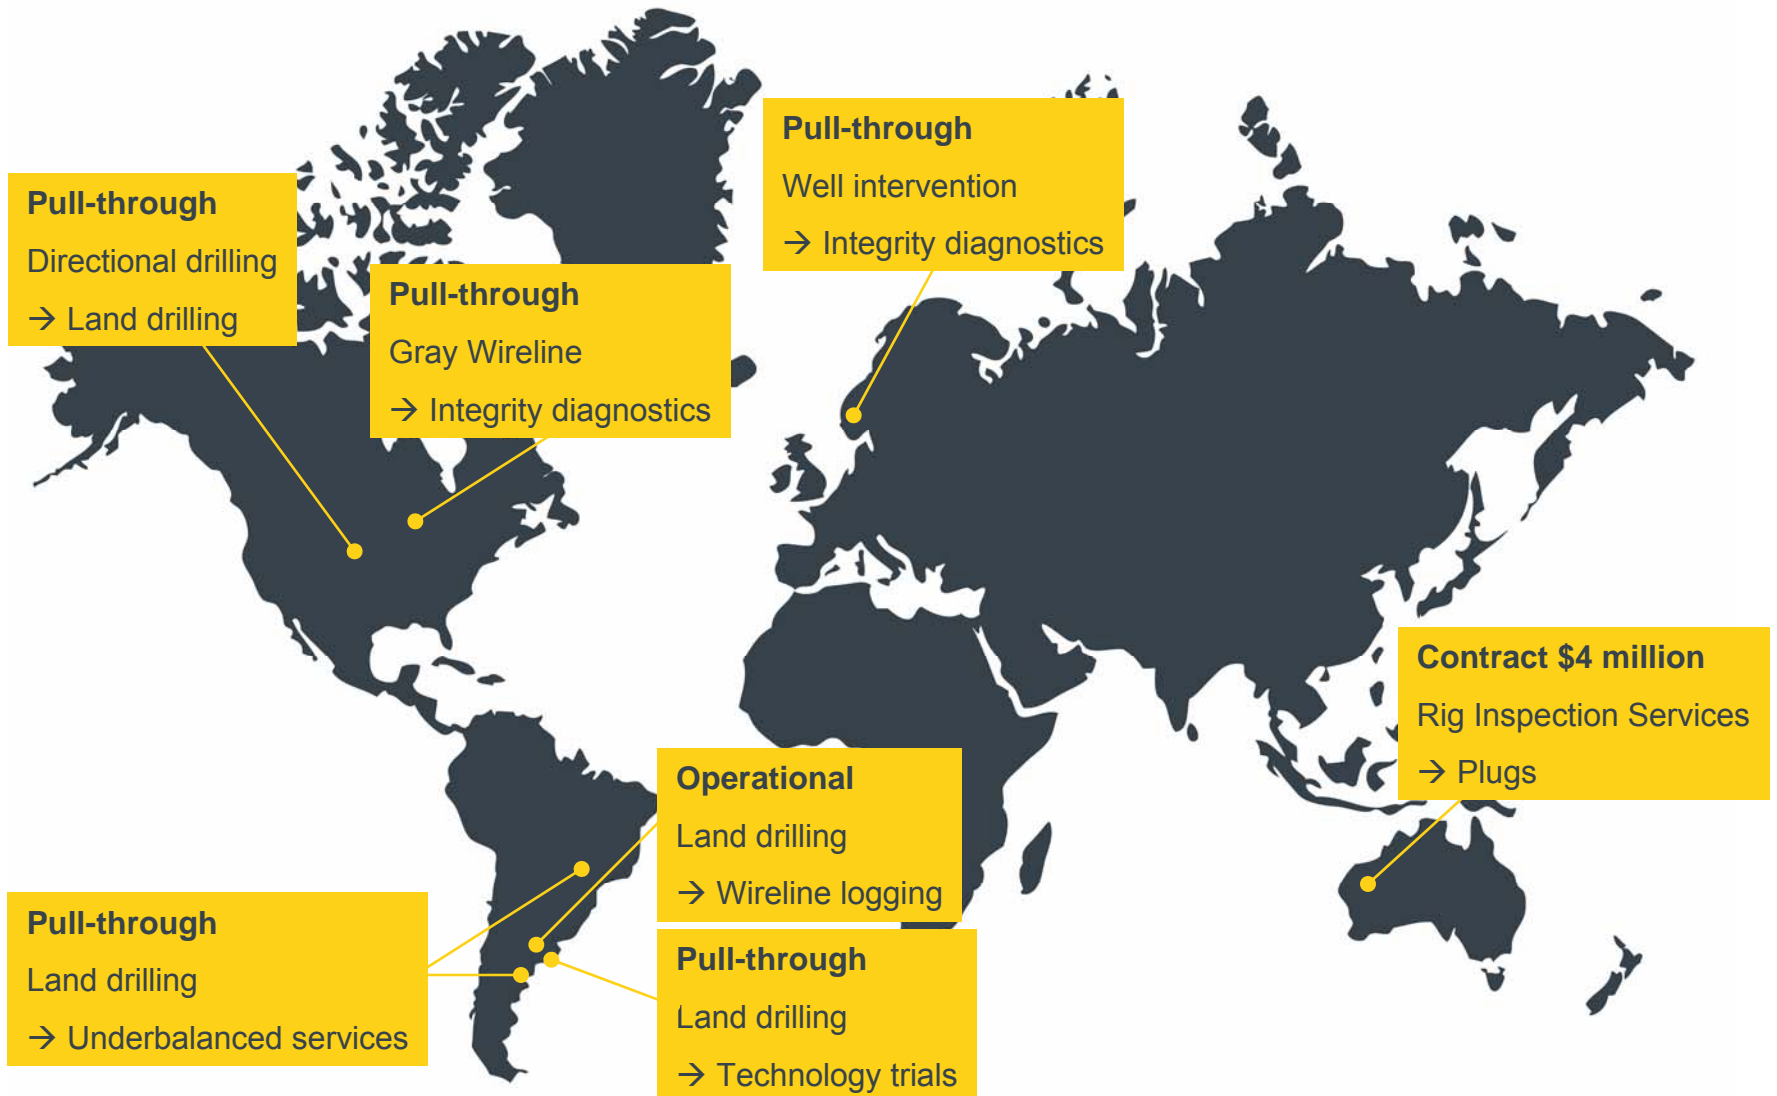 Pull-through
Well intervention
→ Integrity diagnostics
Pull-through
Directional drilling
→ Land drilling
Pull-through
Gray Wireline
→ Integrity diagnostics
Contract $4 million
Rig Inspection Services
→ Plugs
Operational
Land drilling
→ Wireline logging
Pull-through
Land drilling
→ Underbalanced services
Pull-through
Land drilling
→ Technology trials